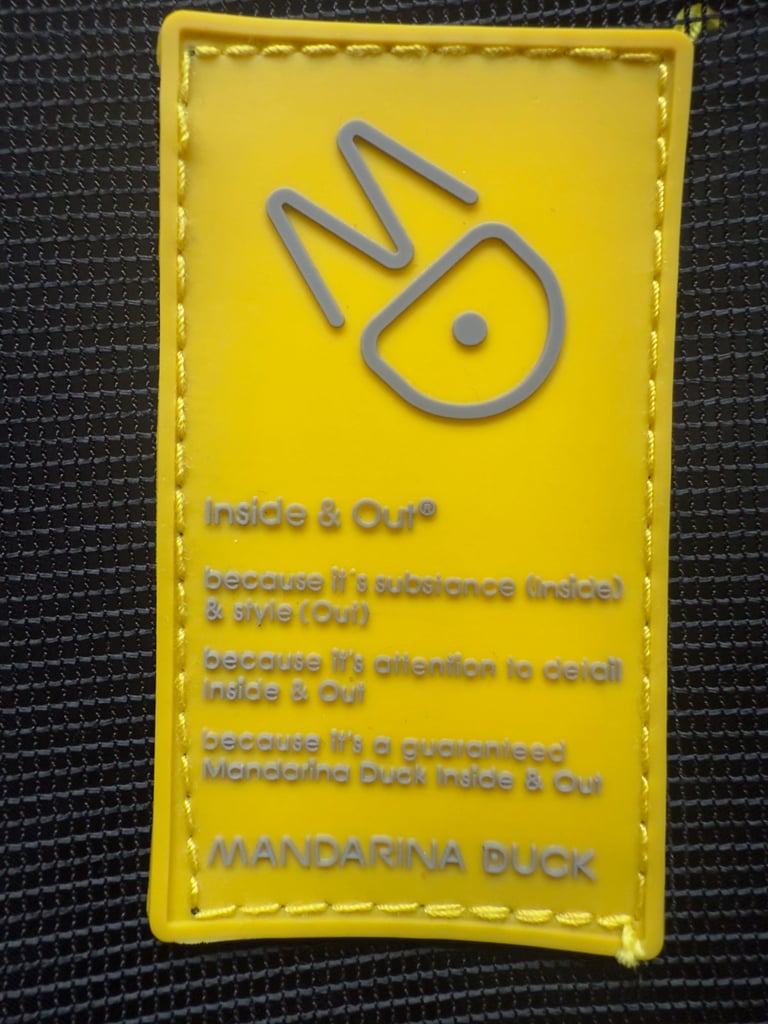 MD
Inside & Out®
because it's substance (Inside)
& style (Out)
because it's attention to detail
Inside & Out
because it's a guaranteed
Mandarina Duck Inside & Out
MANDARINA DUCK